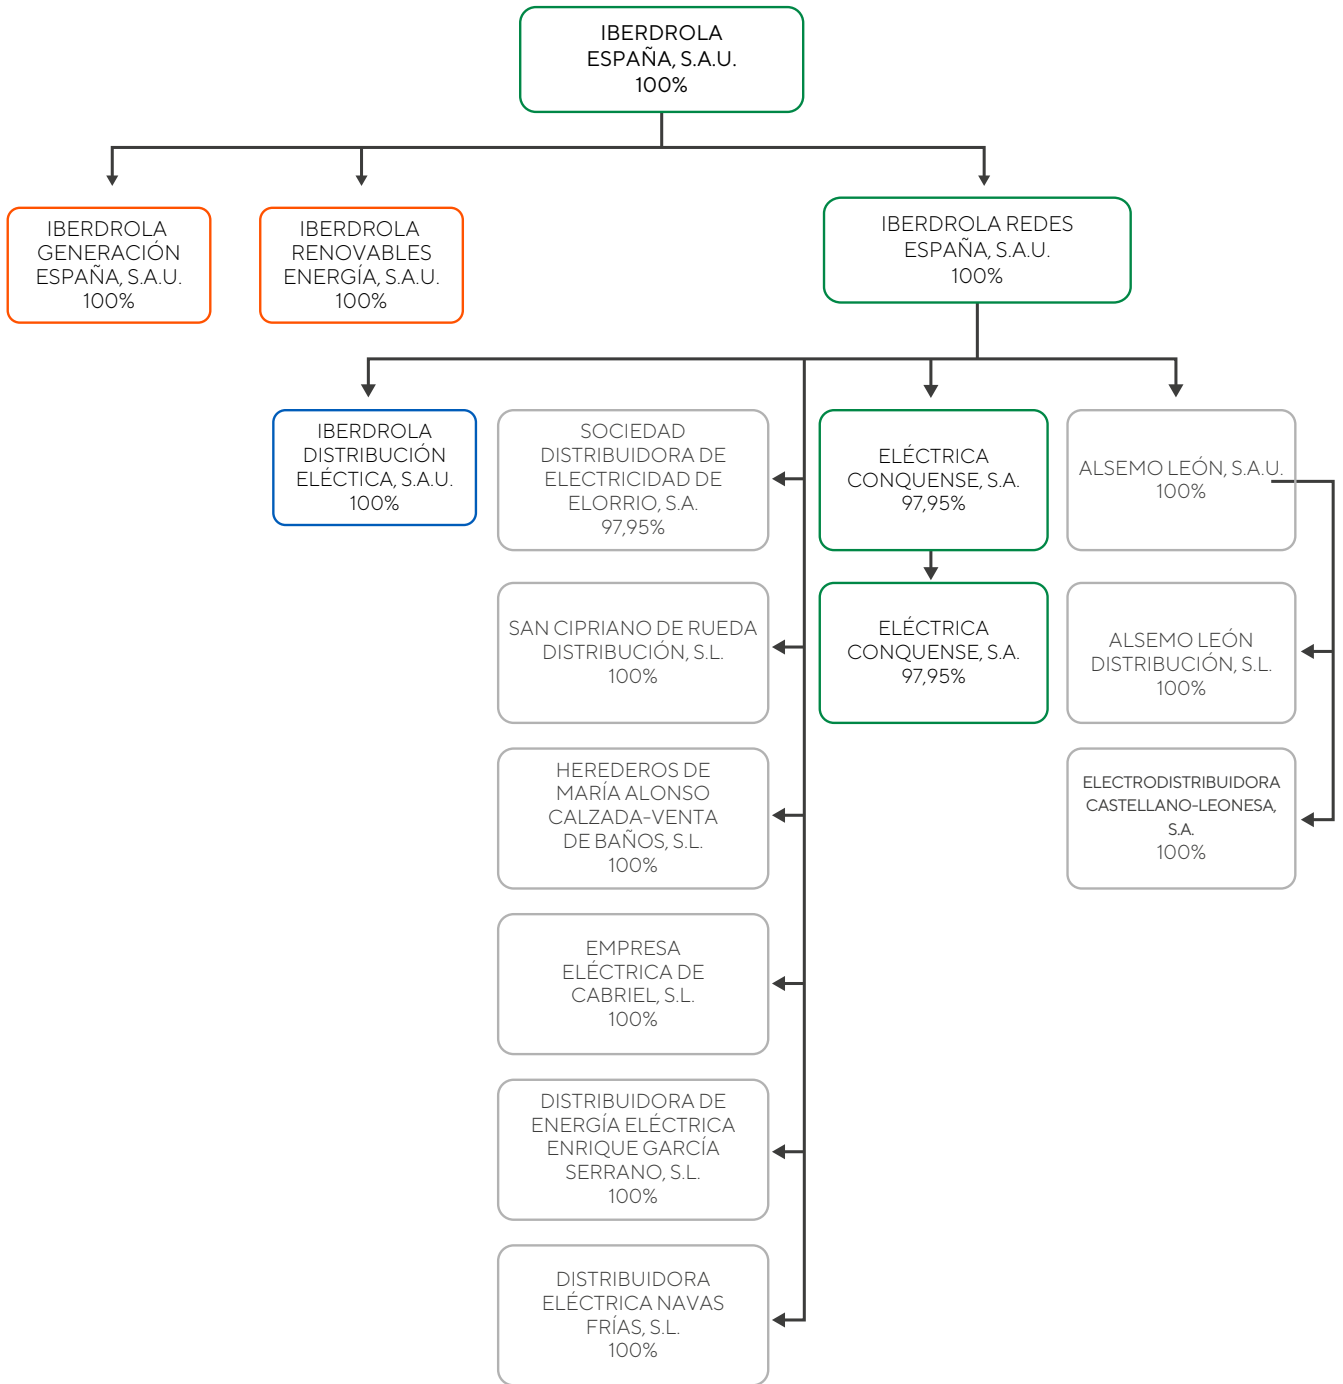 IBERDROLA
ESPAÑA, S.A.U.
100%
IBERDROLA
GENERACIÓN
ESPAÑA, S.A.U.
100%
IBERDROLA
RENOVABLES
ENERGÍA, S.A.U.
100%
IBERDROLA REDES
ESPAÑA, S.A.U.
100%
IBERDROLA
DISTRIBUCIÓN
ELÉCTICA, S.A.U.
100%
SOCIEDAD
DISTRIBUIDORA DE
ELECTRICIDAD DE
ELORRIO, S.A.
97,95%
ELÉCTRICA
CONQUENSE, S.A.
97,95%
ALSEMO LEÓN, S.A.U.
100%
SAN CIPRIANO DE RUEDA
DISTRIBUCIÓN, S.L.
100%
ELÉCTRICA
CONQUENSE, S.A.
97,95%
ALSEMO LEÓN
DISTRIBUCIÓN, S.L.
100%
HEREDEROS DE
MARÍA ALONSO
CALZADA-VENTA
DE BAÑOS, S.L.
100%
ELECTRODISTRIBUIDORA
CASTELLANO-LEONESA,
S.A.
100%
EMPRESA
ELÉCTRICA DE
CABRIEL, S.L.
100%
DISTRIBUIDORA DE
ENERGÍA ELÉCTRICA
ENRIQUE GARCÍA
SERRANO, S.L.
100%
DISTRIBUIDORA
ELÉCTRICA NAVAS
FRÍAS, S.L.
100%